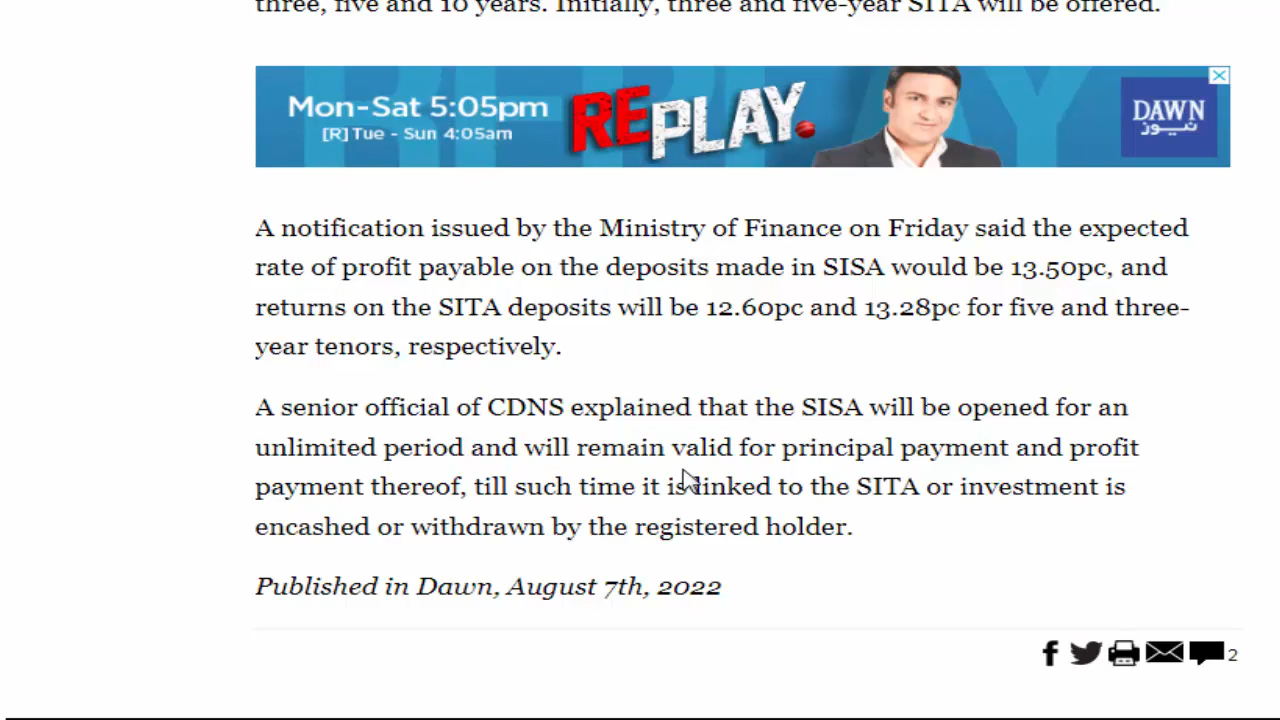 three, five and 10 years. Initially, three and five-year SITA will be offered.
Mon-Sat 5:05pm
[R] Tue - Sun 4:05am
REPLAY.
DAWN
نیوز
A notification issued by the Ministry of Finance on Friday said the expected
rate of profit payable on the deposits made in SISA would be 13.50pc, and
returns on the SITA deposits will be 12.60pc and 13.28pc for five and three-
year tenors, respectively.
A senior official of CDNS explained that the SISA will be opened for an
unlimited period and will remain valid for principal payment and profit
payment thereof, till such time it is linked to the SITA or investment is
encashed or withdrawn by the registered holder.
Published in Dawn, August 7th, 2022
2